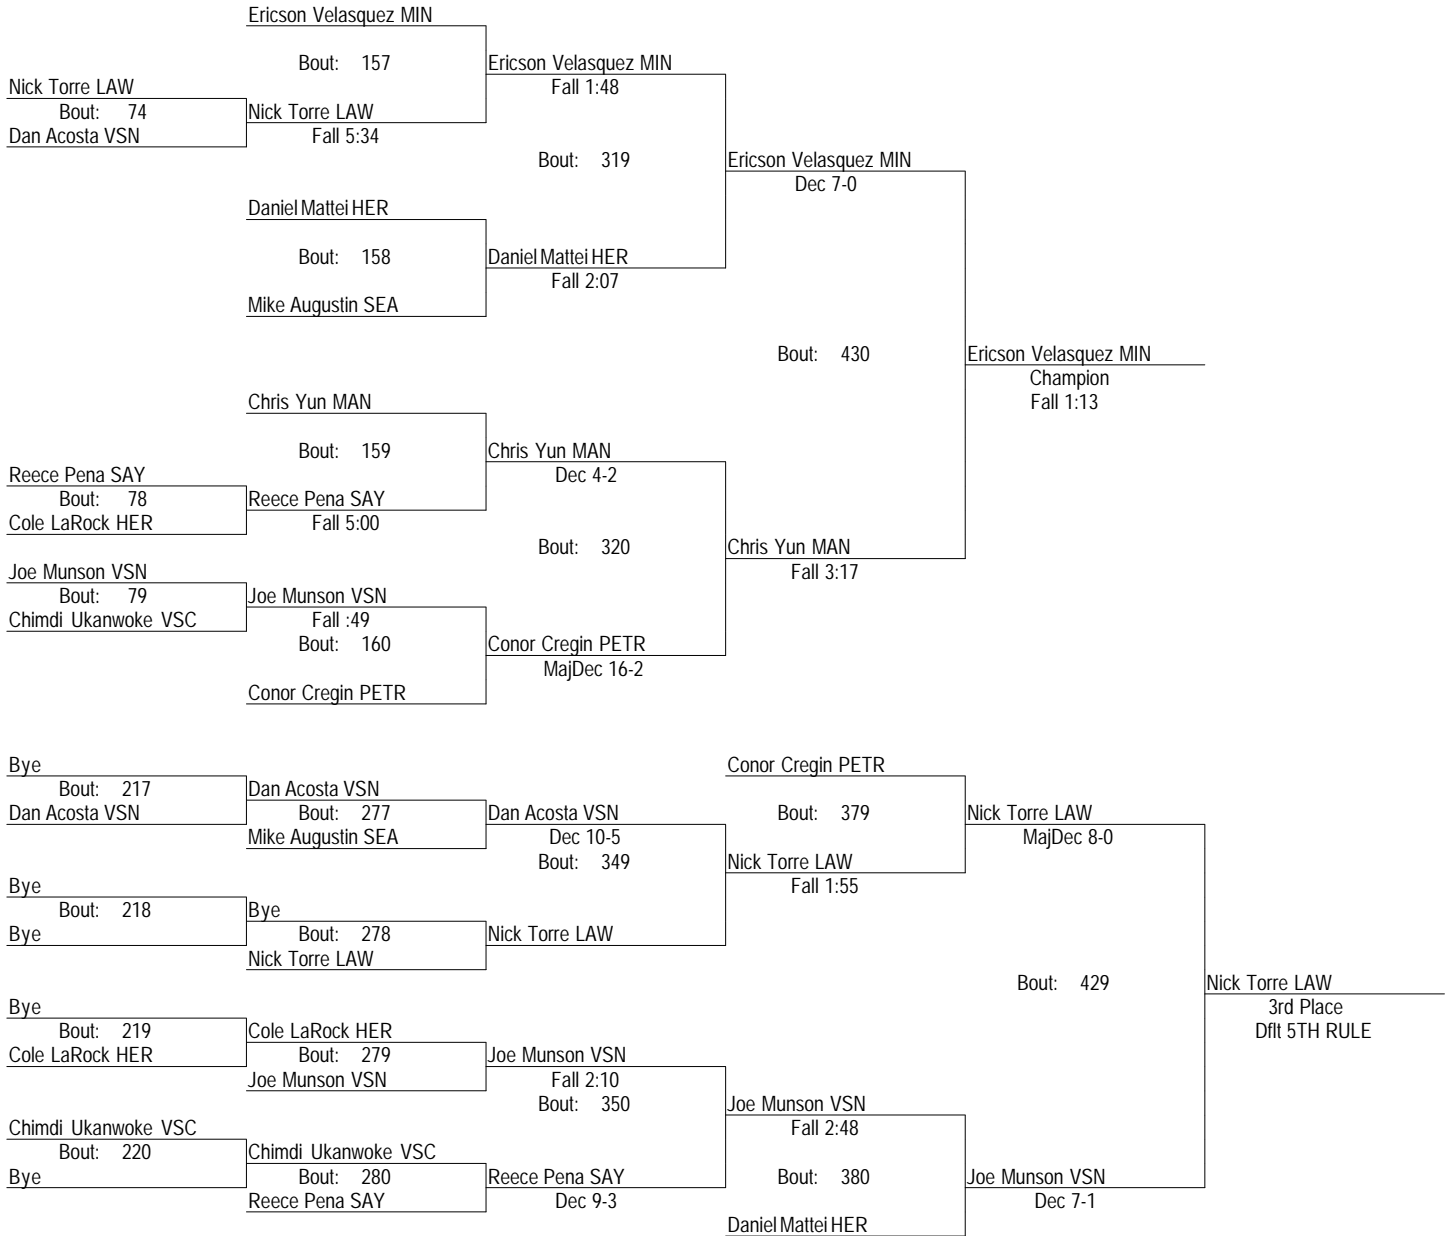 Ericson Velasquez MIN
Bout: 157
Ericson Velasquez MIN
Fall 1:48
Nick Torre LAW
Bout: 74
Dan Acosta VSN
Nick Torre LAW
Fall 5:34
Bout: 319
Ericson Velasquez MIN
Dec 7-0
Daniel Mattei HER
Bout: 158
Daniel Mattei HER
Fall 2:07
Mike Augustin SEA
Bout: 430
Ericson Velasquez MIN
Champion
Fall 1:13
Chris Yun MAN
Bout: 159
Chris Yun MAN
Dec 4-2
Reece Pena SAY
Bout: 78
Cole LaRock HER
Reece Pena SAY
Fall 5:00
Bout: 320
Chris Yun MAN
Fall 3:17
Joe Munson VSN
Bout: 79
Chimdi Ukanwoke VSC
Joe Munson VSN
Fall :49
Bout: 160
Conor Cregin PETR
MajDec 16-2
Conor Cregin PETR
Bye
Bout: 217
Dan Acosta VSN
Dan Acosta VSN
Bout: 277
Mike Augustin SEA
Dan Acosta VSN
Dec 10-5
Bout: 349
Conor Cregin PETR
Bout: 379
Nick Torre LAW
Fall 1:55
Nick Torre LAW
MajDec 8-0
Bye
Bout: 218
Bye
Bye
Bout: 278
Nick Torre LAW
Nick Torre LAW
Bout: 429
Nick Torre LAW
3rd Place
Dflt 5TH RULE
Bye
Bout: 219
Cole LaRock HER
Cole LaRock HER
Bout: 279
Joe Munson VSN
Joe Munson VSN
Fall 2:10
Bout: 350
Joe Munson VSN
Fall 2:48
Chimdi Ukanwoke VSC
Bout: 220
Bye
Chimdi Ukanwoke VSC
Bout: 280
Reece Pena SAY
Reece Pena SAY
Dec 9-3
Bout: 380
Joe Munson VSN
Dec 7-1
Daniel Mattei HER